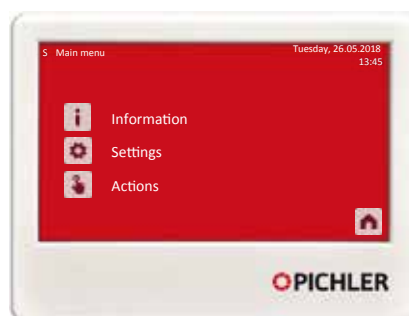 S Main menu
Tuesday, 26.05.2018
13:45
Information
Settings
Actions
PICHLER